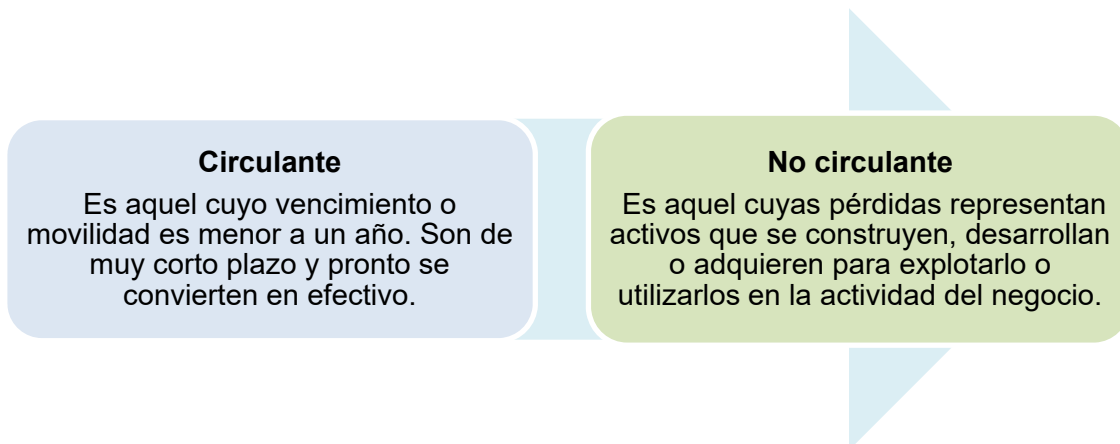 Circulante
Es aquel cuyo vencimiento o
movilidad es menor a un año. Son de
muy corto plazo y pronto se
convierten en efectivo.
No circulante
Es aquel cuyas pérdidas representan
activos que se construyen, desarrollan
o adquieren para explotarlo o
utilizarlos en la actividad del negocio.